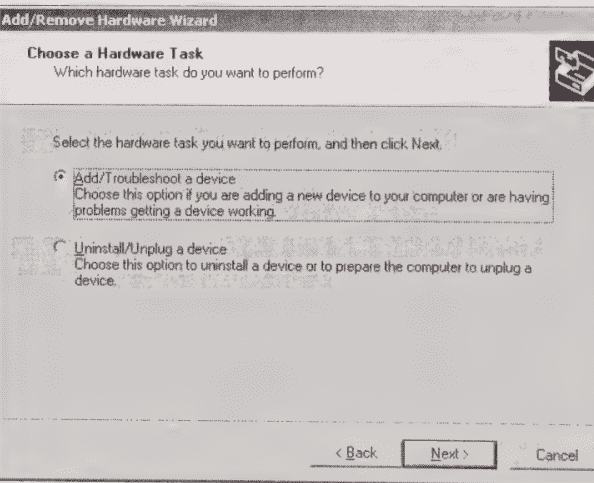 Add/Remove Hardware Wizard
Choose a Hardware Task
Which hardware task do you want to perform?
Select the hardware task you want to perform, and then click Next.
Add/Troubleshoot a device
Choose this option if you are adding a new device to your computer or are having
problems getting a device working.
Uninstall/Unplug a device
Choose this option to uninstall a device or to prepare the computer to unplug a
device.
< Back
Next >
Cancel